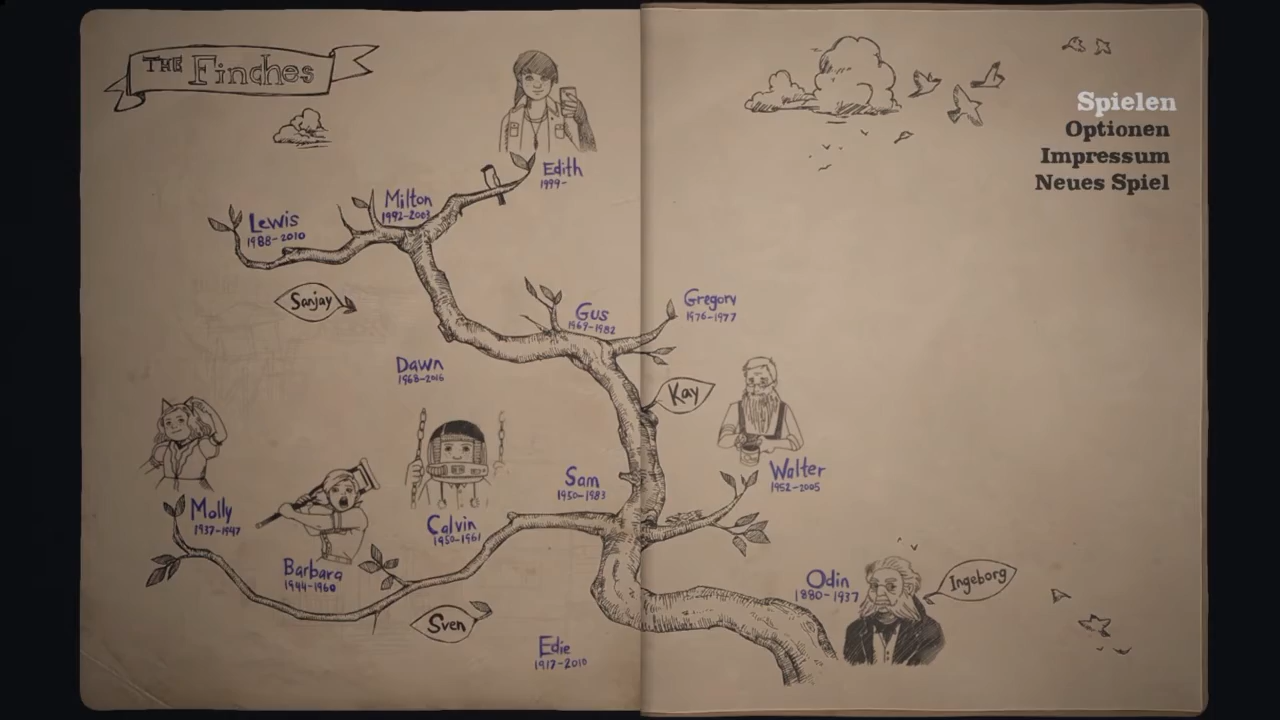 THE Finches
Spielen
Optionen
Impressum
Neues Spiel
Edith
1999-
Milton
1992-2003
Lewis
1988-2010
Sanjay
Gus
1969-1982
Gregory
1976-1977
Dawn
1968-2016
Kay
Walter
1952-2005
Sam
1950-1983
Calvin
1950-1961
Molly
1937-1947
Barbara
1944-1960
Sven
Odin
1880-1937
Ingeborg
Edie
1917-2010